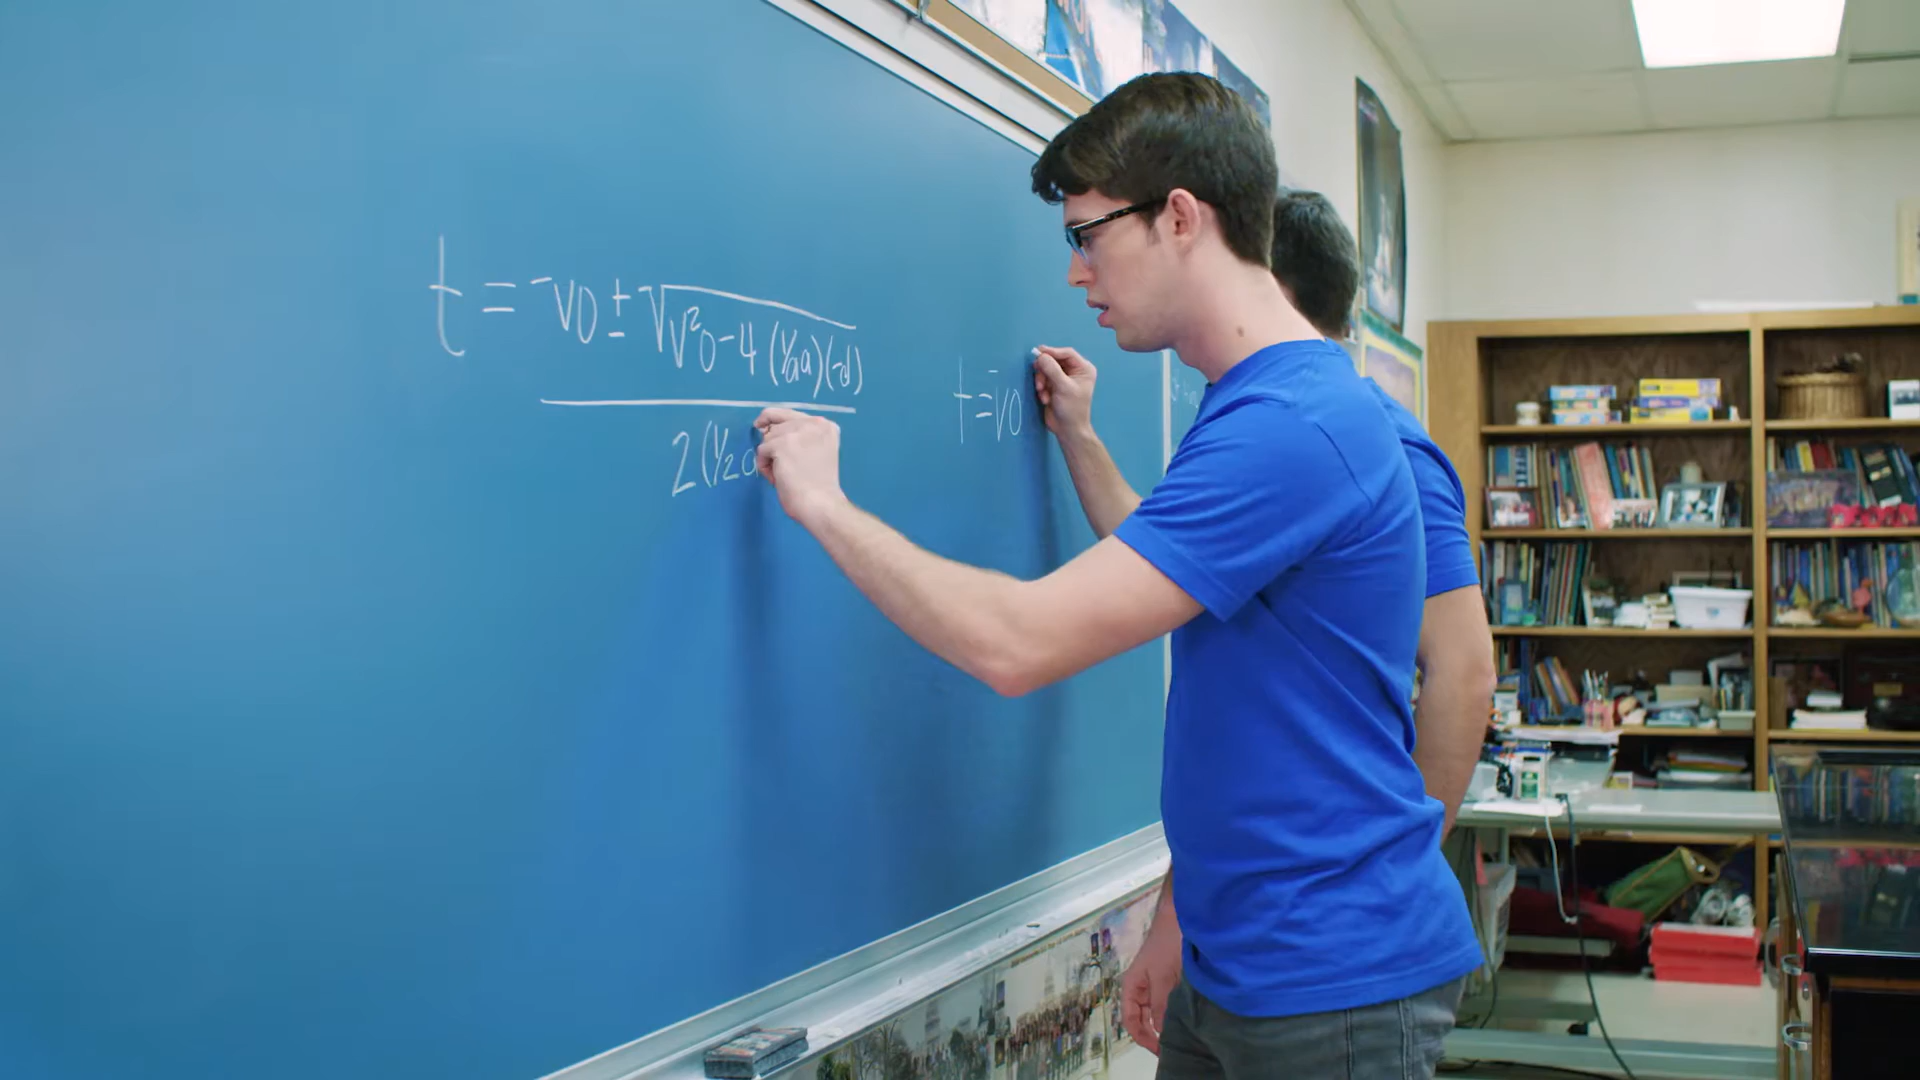 t = -v0 ± √v²0-4(½a)(-d)
2(½a
t=-v0